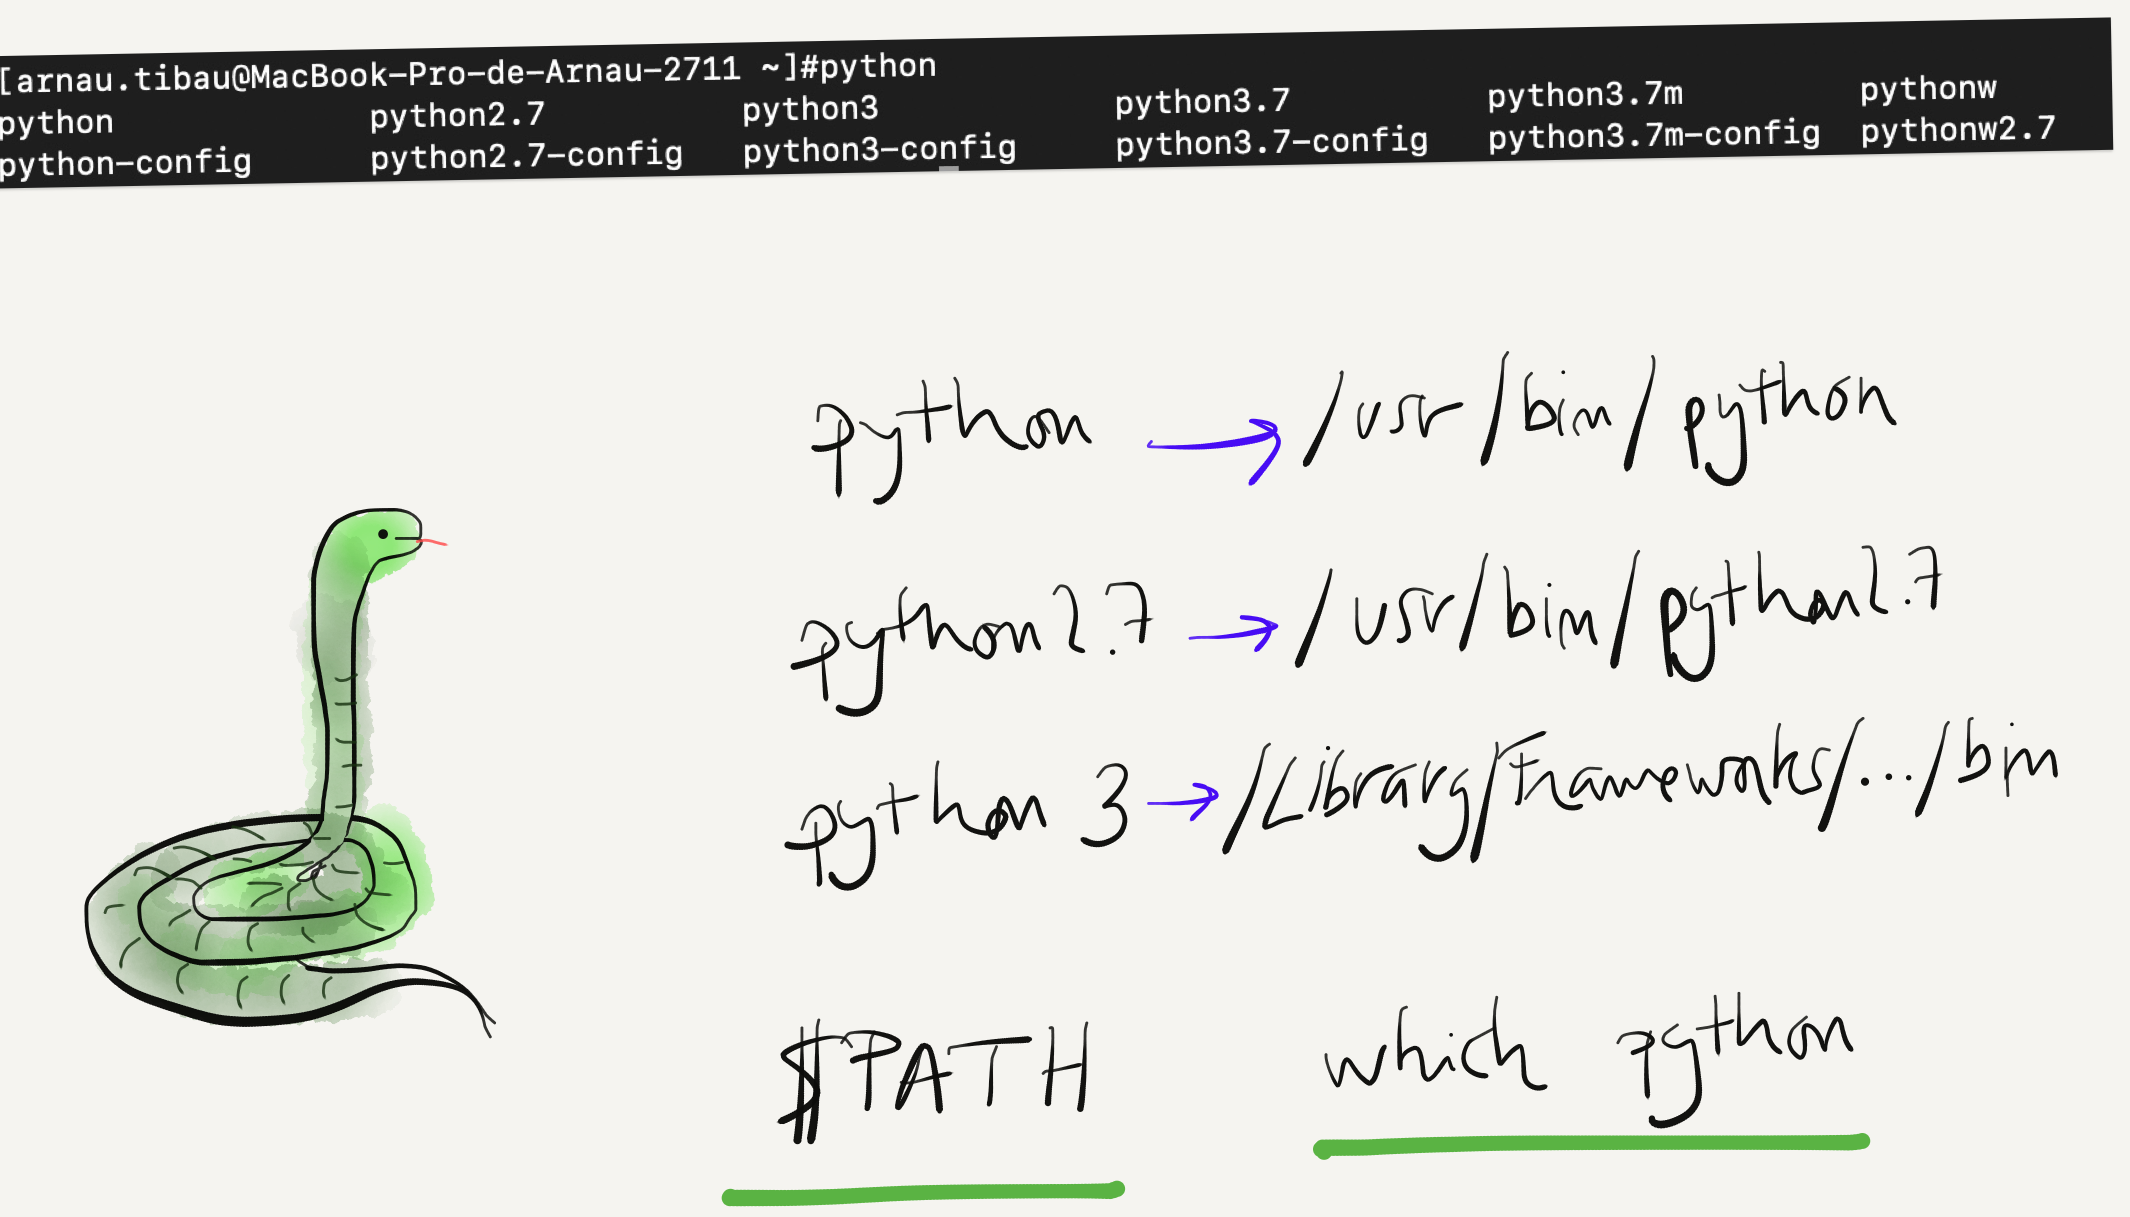 [arnau.tibau@MacBook-Pro-de-Arnau-2711 ~]#python
python python2.7 python3 python3.7 python3.7m pythonw
python-config python2.7-config python3-config python3.7-config python3.7m-config pythonw2.7
python → /usr/bin/python
python2.7 → /usr/bin/python2.7
python 3 → /Library/Frameworks/.../bin
$PATH which python